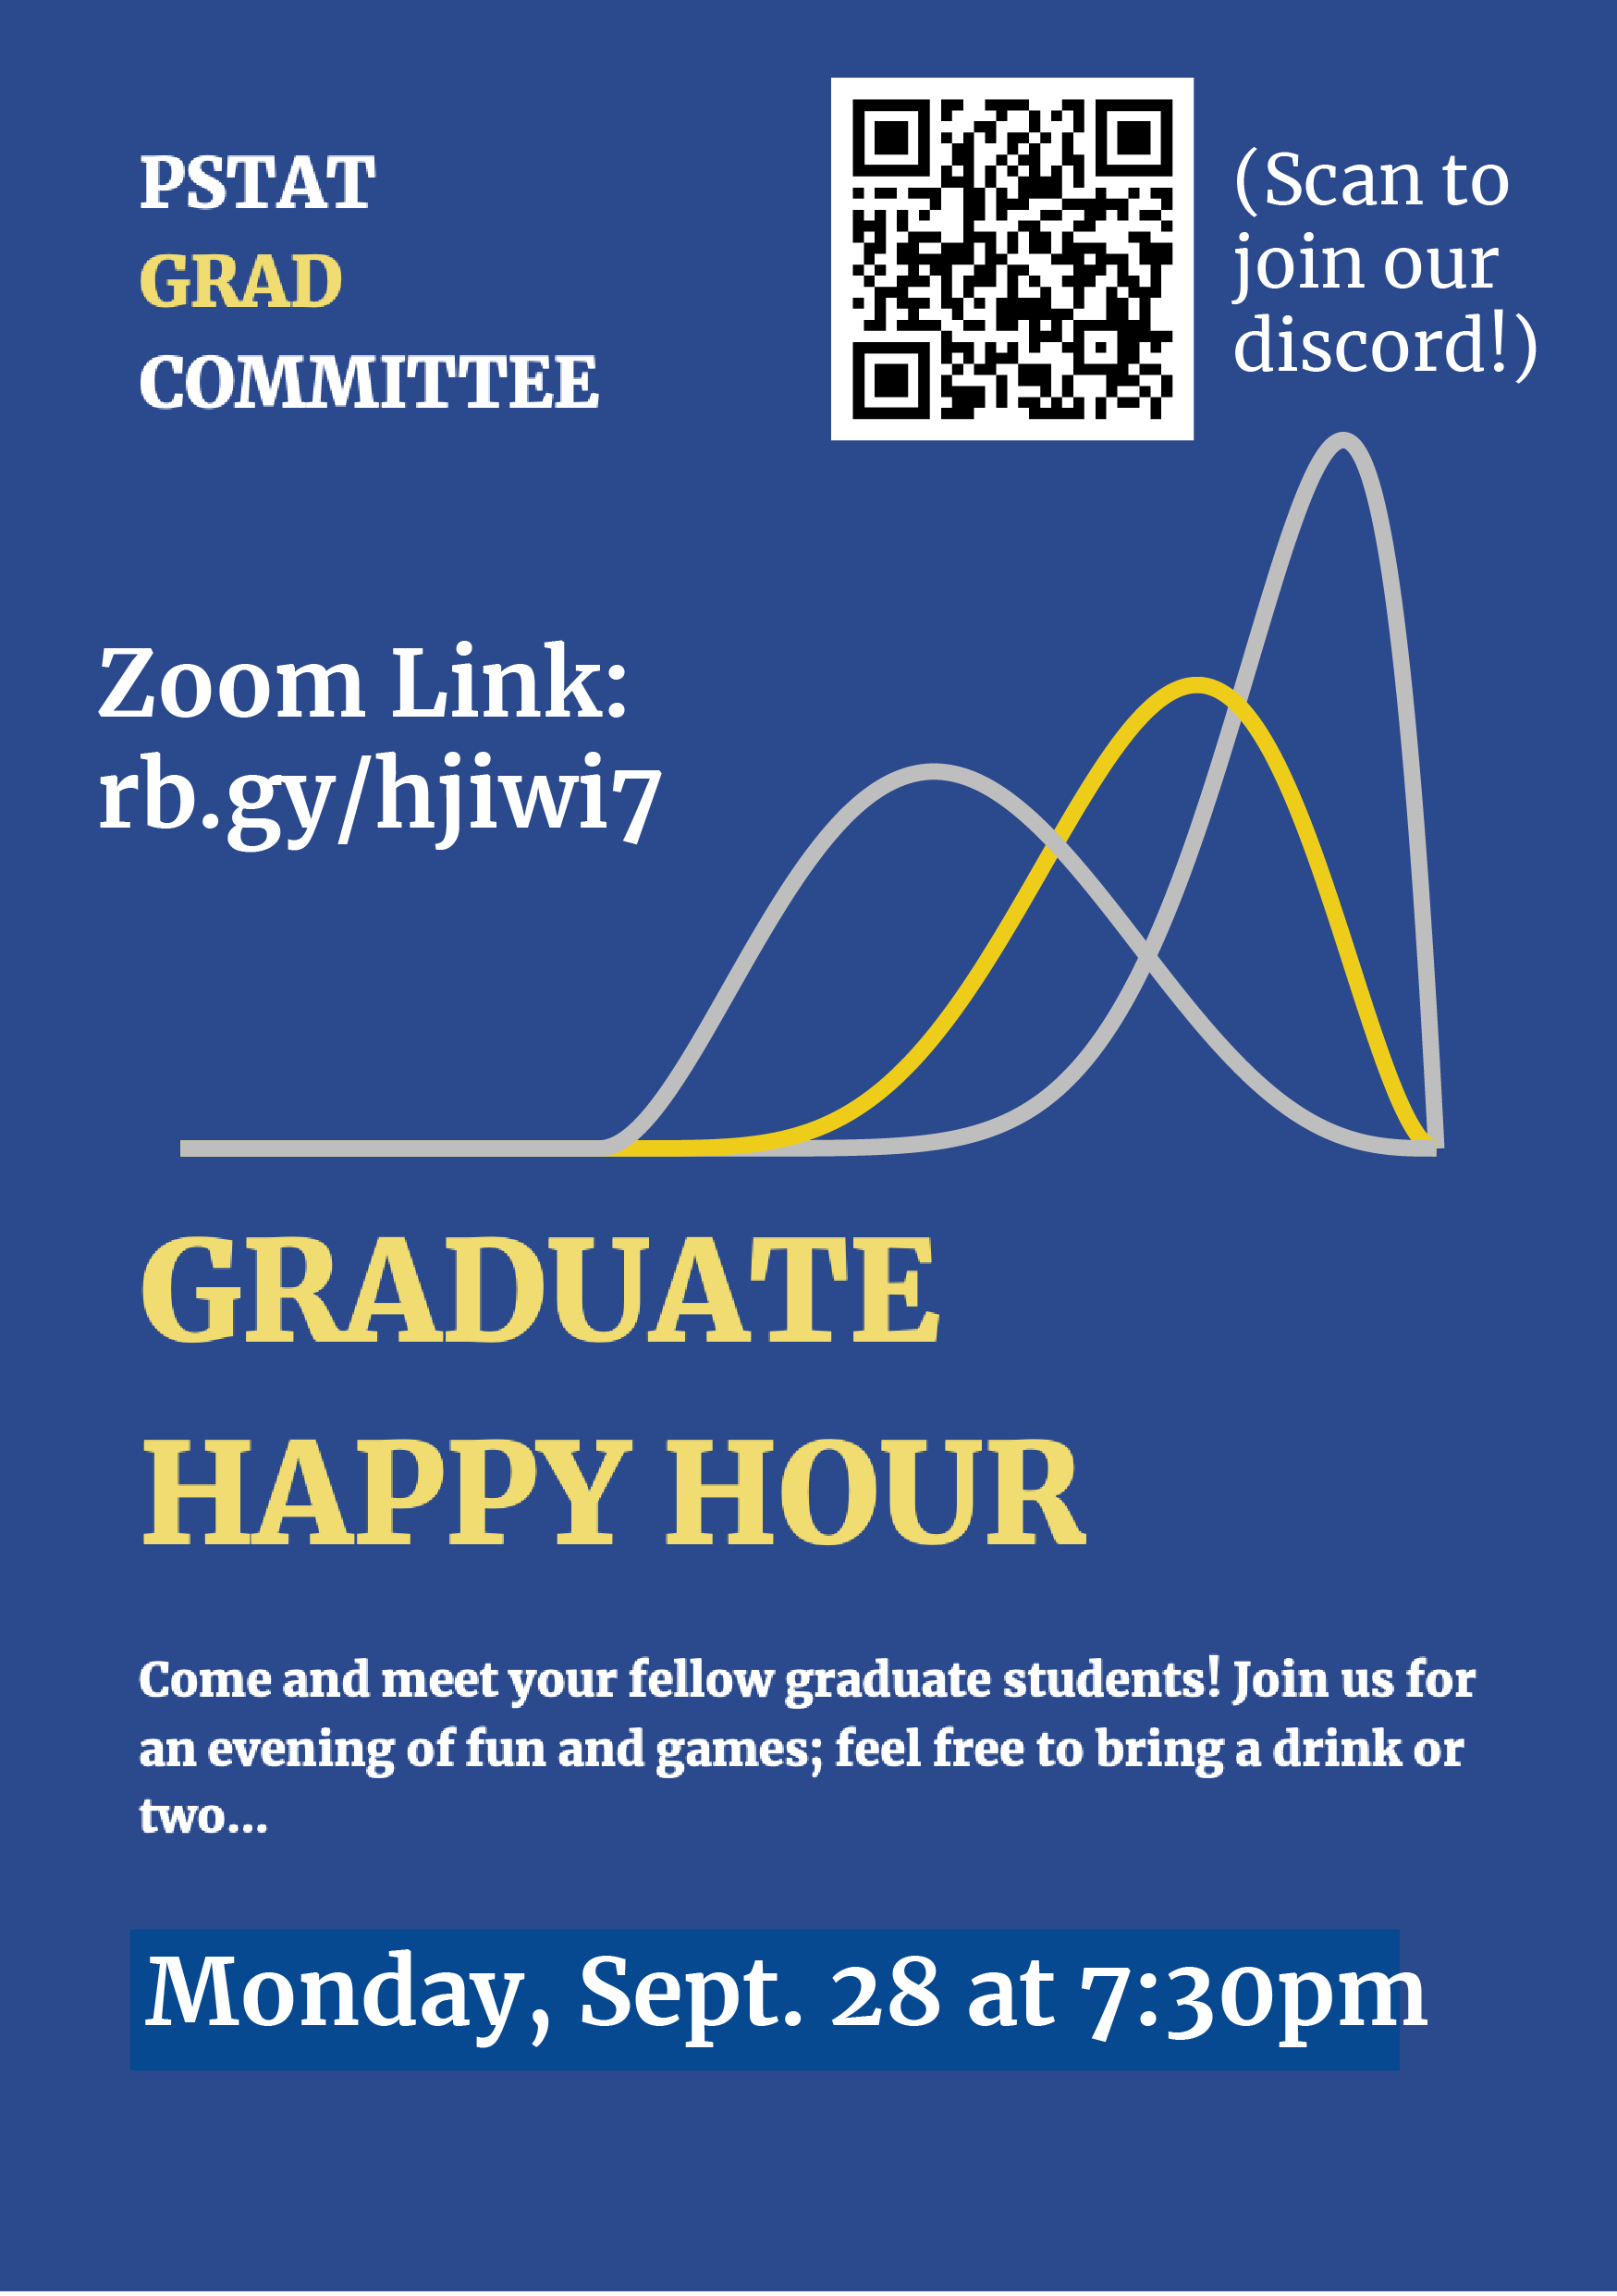 PSTAT
GRAD
COMMITTEE
(Scan to
join our
discord!)
Zoom Link:
rb.gy/hjiwi7
GRADUATE
HAPPY HOUR
Come and meet your fellow graduate students! Join us for
an evening of fun and games; feel free to bring a drink or
two...
Monday, Sept. 28 at 7:30pm